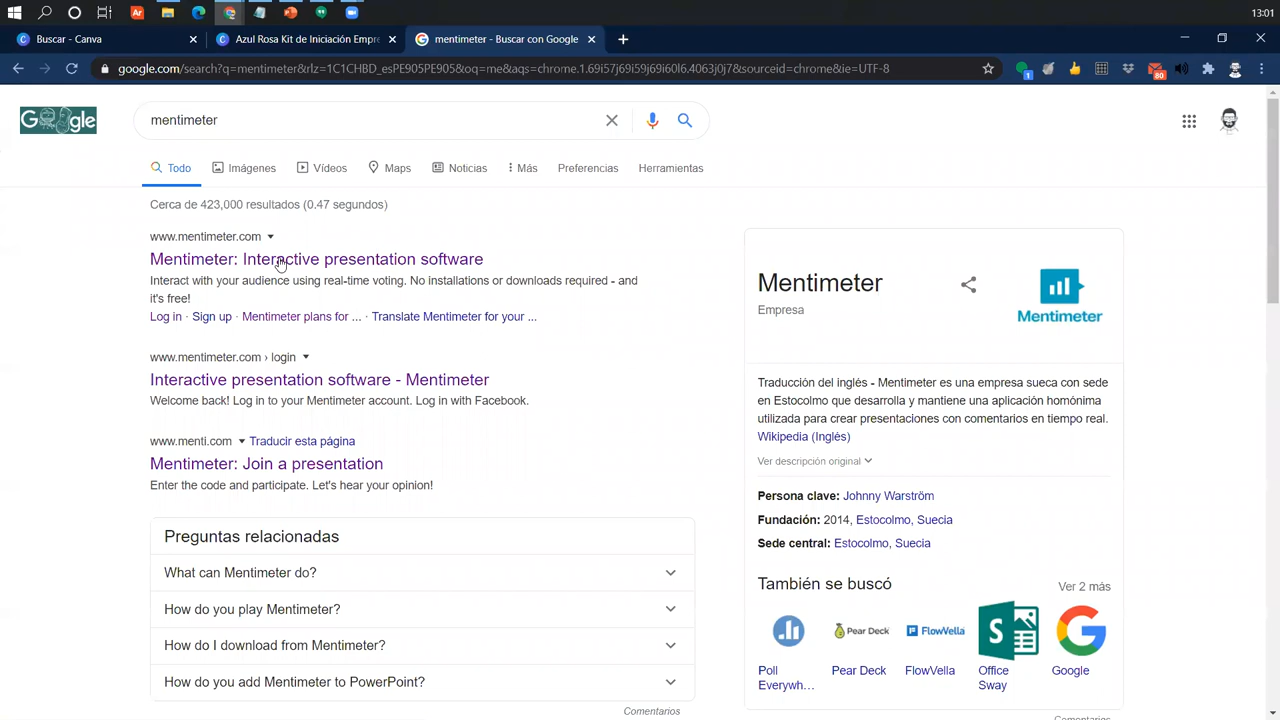 13:01
Buscar - Canva
Azul Rosa Kit de Iniciación Empre
mentimeter - Buscar con Google
google.com/search?q=mentimeter&rlz=1C1CHBD_esPE905PE905&oq=me&aqs=chrome.1.69i57j69i59j69i60l6.4063j0j7&sourceid=chrome&ie=UTF-8
1
80
Google
mentimeter
Todo
Imágenes
Vídeos
Maps
Noticias
Más
Preferencias
Herramientas
Cerca de 423,000 resultados (0.47 segundos)
www.mentimeter.com
Mentimeter: Interactive presentation software
Interact with your audience using real-time voting. No installations or downloads required - and
it's free!
Log in · Sign up · Mentimeter plans for ... · Translate Mentimeter for your ...
www.mentimeter.com › login
Interactive presentation software - Mentimeter
Welcome back! Log in to your Mentimeter account. Log in with Facebook.
www.menti.com
Traducir esta página
Mentimeter: Join a presentation
Enter the code and participate. Let's hear your opinion!
Preguntas relacionadas
What can Mentimeter do?
How do you play Mentimeter?
How do I download from Mentimeter?
How do you add Mentimeter to PowerPoint?
Comentarios
Mentimeter
Empresa
Mentimeter
Traducción del inglés - Mentimeter es una empresa sueca con sede
en Estocolmo que desarrolla y mantiene una aplicación homónima
utilizada para crear presentaciones con comentarios en tiempo real.
Wikipedia (Inglés)
Ver descripción original
Persona clave: Johnny Warström
Fundación: 2014, Estocolmo, Suecia
Sede central: Estocolmo, Suecia
También se buscó
Ver 2 más
Pear Deck
FlowVella
S
G
Poll
Everywh...
Pear Deck
FlowVella
Office
Sway
Google
Comentarios